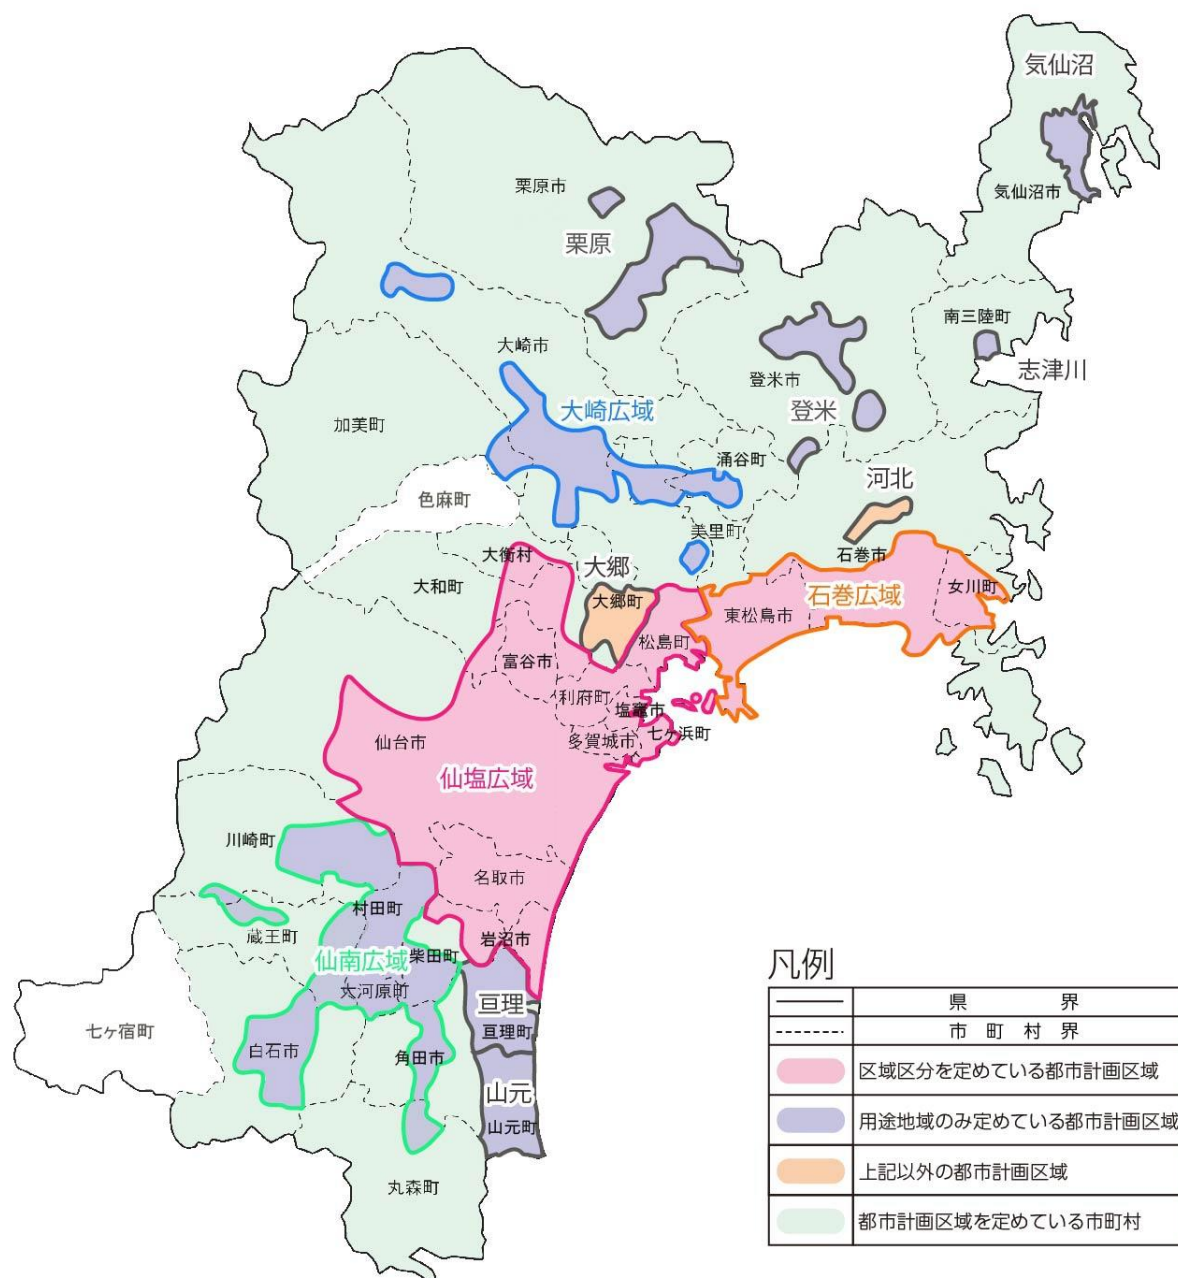 気仙沼
栗原市
気仙沼市
栗原
南三陸町
大崎市
志津川
登米市
大崎広域
登米
加美町
涌谷町
河北
色麻町
美里町
大衡村
石巻市
大郷
大和町
女川町
大郷町
石巻広域
東松島市
松島町
富谷市
利府町
塩竈市
七ヶ浜町
仙台市
多賀城市
仙塩広域
川崎町
名取市
村田町
蔵王町
岩沼市
柴田町
仙南広域
大河原町
亘理
七ヶ宿町
亘理町
白石市
角田市
山元
山元町
丸森町
凡例
県 界
市 町 村 界
区域区分を定めている都市計画区域
用途地域のみ定めている都市計画区域
上記以外の都市計画区域
都市計画区域を定めている市町村